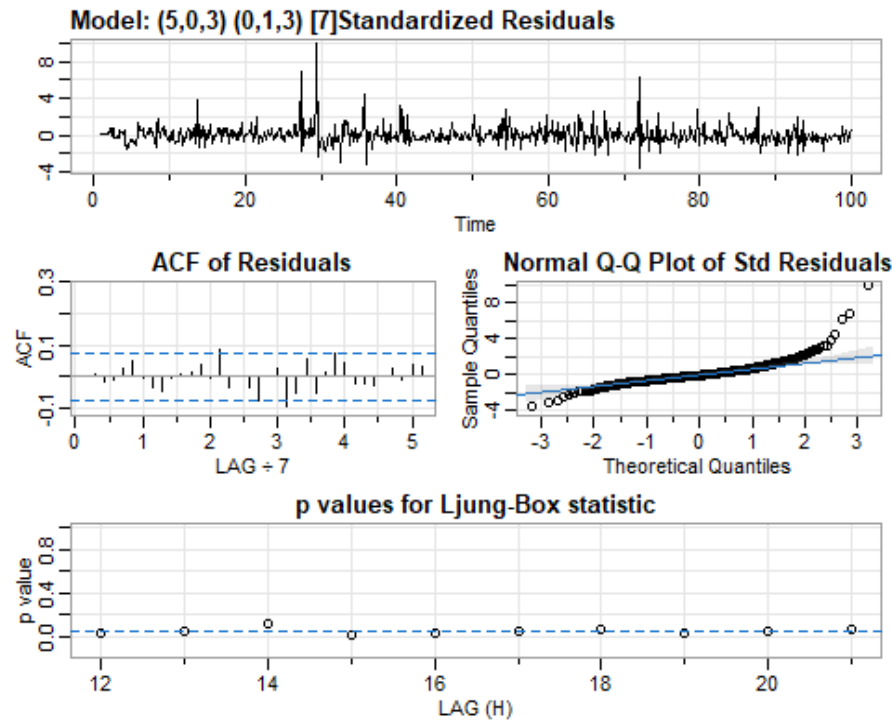 Model: (5,0,3) (0,1,3) [7]Standardized Residuals
8
4
0
-4
0 20 40 60 80 100
Time
ACF of Residuals
ACF
0.3
0.1
-0.1
0 1 2 3 4 5
LAG ÷ 7
Normal Q-Q Plot of Std Residuals
Sample Quantiles
8
4
0
-4
-3 -2 -1 0 1 2 3
Theoretical Quantiles
p values for Ljung-Box statistic
p value
0.8
0.4
0.0
12 14 16 18 20
LAG (H)